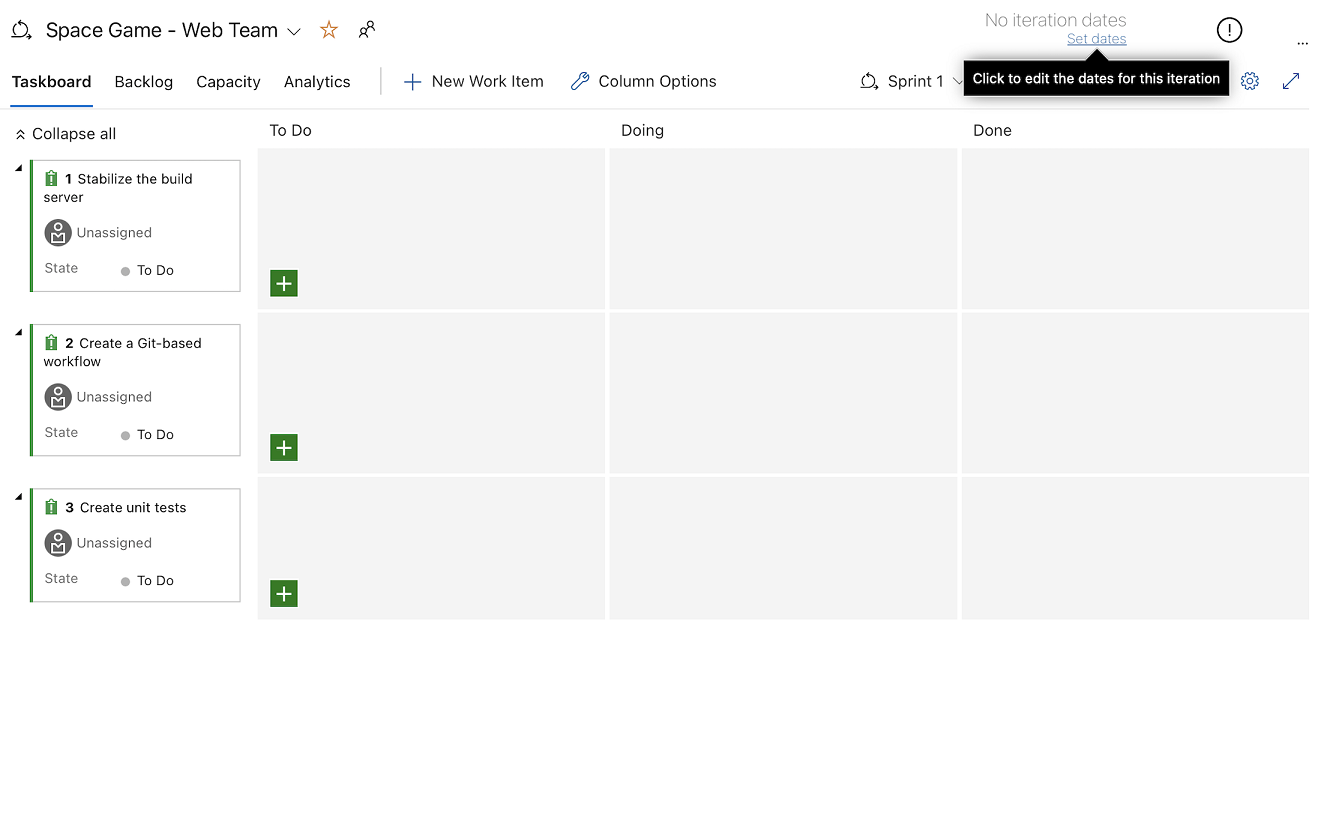 Space Game - Web Team
No iteration dates
Set dates
...
Taskboard
Backlog
Capacity
Analytics
New Work Item
Column Options
Sprint 1
Click to edit the dates for this iteration
Collapse all
To Do
Doing
Done
1 Stabilize the build
server
Unassigned
State
To Do
2 Create a Git-based
workflow
Unassigned
State
To Do
3 Create unit tests
Unassigned
State
To Do